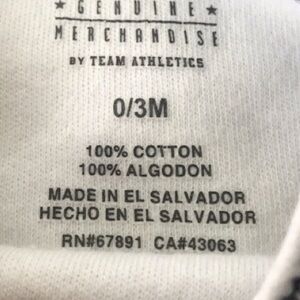 ★ GENUINE ★
MERCHANDISE
BY TEAM ATHLETICS
0/3M
100% COTTON
100% ALGODON
MADE IN EL SALVADOR
HECHO EN EL SALVADOR
RN#67891 CA#43063